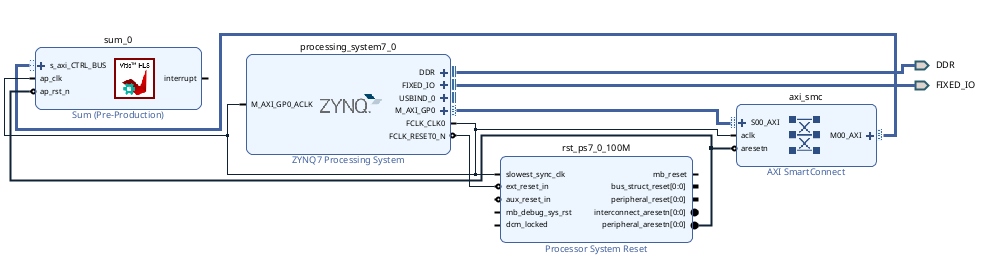 sum_0
s_axi_CTRL_BUS
ap_clk
ap_rst_n
Vitis™ HLS
interrupt
Sum (Pre-Production)
processing_system7_0
M_AXI_GP0_ACLK
ZYNQ
DDR
FIXED_IO
USBIND_0
M_AXI_GP0
FCLK_CLK0
FCLK_RESET0_N
ZYNQ7 Processing System
DDR
FIXED_IO
axi_smc
S00_AXI
aclk
aresetn
M00_AXI
AXI SmartConnect
rst_ps7_0_100M
slowest_sync_clk
ext_reset_in
aux_reset_in
mb_debug_sys_rst
dcm_locked
mb_reset
bus_struct_reset[0:0]
peripheral_reset[0:0]
interconnect_aresetn[0:0]
peripheral_aresetn[0:0]
Processor System Reset